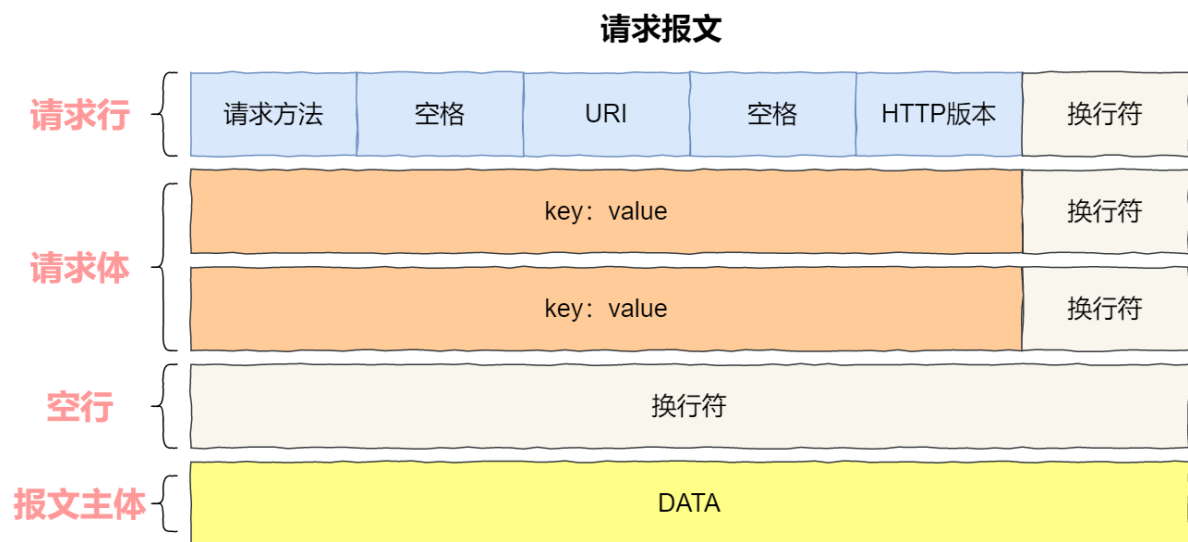 请求报文
请求行 请求方法 空格 URI 空格 HTTP版本 换行符
key：value 换行符
请求体
key：value 换行符
空行 换行符
报文主体 DATA